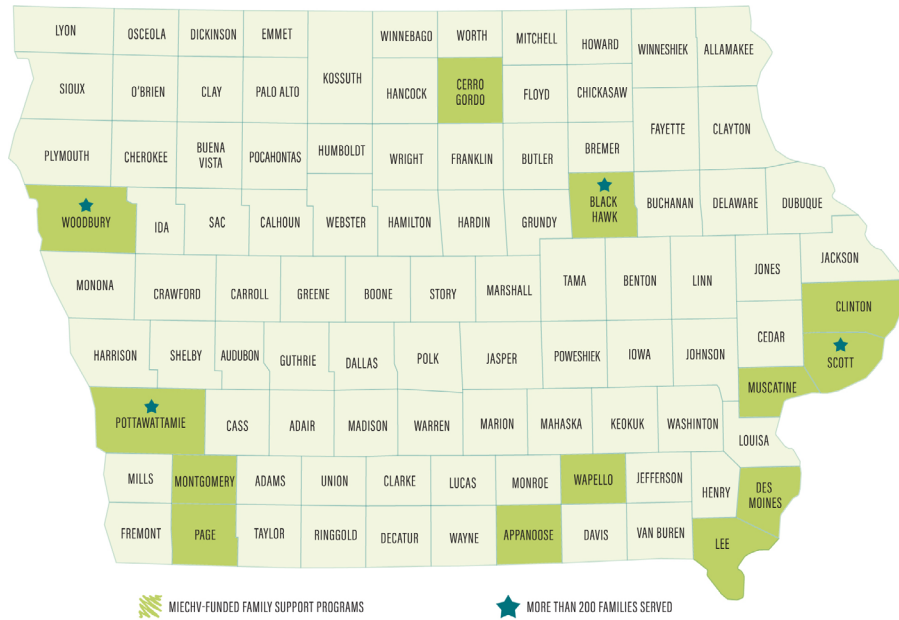 LYON
OSCEOLA
DICKINSON
EMMET
KOSSUTH
WINNEBAGO
WORTH
MITCHELL
HOWARD
WINNESHIEK
ALLAMAKEE
SIOUX
O'BRIEN
CLAY
PALO ALTO
HANCOCK
CERRO
GORDO
FLOYD
CHICKASAW
FAYETTE
CLAYTON
PLYMOUTH
CHEROKEE
BUENA
VISTA
POCAHONTAS
HUMBOLDT
WRIGHT
FRANKLIN
BUTLER
BREMER
WOODBURY
IDA
SAC
CALHOUN
WEBSTER
HAMILTON
HARDIN
GRUNDY
BLACK
HAWK
BUCHANAN
DELAWARE
DUBUQUE
MONONA
CRAWFORD
CARROLL
GREENE
BOONE
STORY
MARSHALL
TAMA
BENTON
LINN
JONES
JACKSON
CLINTON
HARRISON
SHELBY
AUDUBON
GUTHRIE
DALLAS
POLK
JASPER
POWESHIEK
IOWA
JOHNSON
CEDAR
SCOTT
MUSCATINE
POTTAWATTAMIE
CASS
ADAIR
MADISON
WARREN
MARION
MAHASKA
KEOKUK
WASHINTON
LOUISA
MILLS
MONTGOMERY
ADAMS
UNION
CLARKE
LUCAS
MONROE
WAPELLO
JEFFERSON
HENRY
DES
MOINES
FREMONT
PAGE
TAYLOR
RINGGOLD
DECATUR
WAYNE
APPANOOSE
DAVIS
VAN BUREN
LEE
MIECHV-FUNDED FAMILY SUPPORT PROGRAMS
MORE THAN 200 FAMILIES SERVED